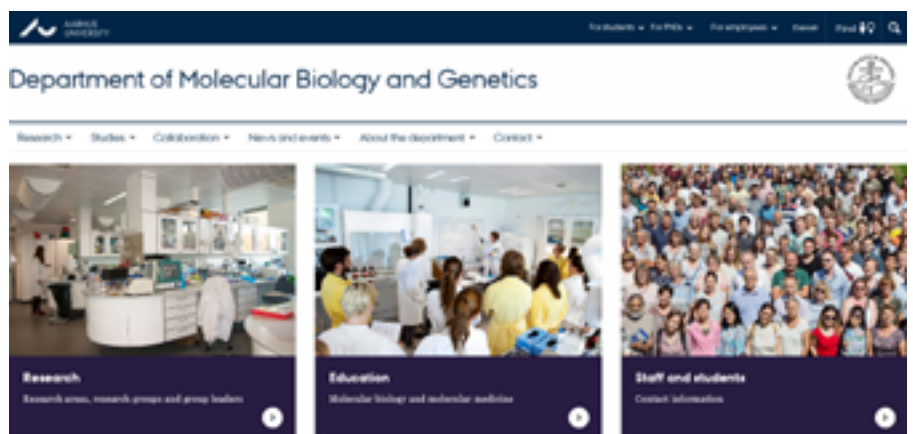 AARHUS
UNIVERSITY
For students For PhDs For employees Dansk Find
Department of Molecular Biology and Genetics
Research Studies Collaboration News and events About the department Contact
Research
Research areas, research groups and group leaders
Education
Molecular biology and molecular medicine
Staff and students
Contact information